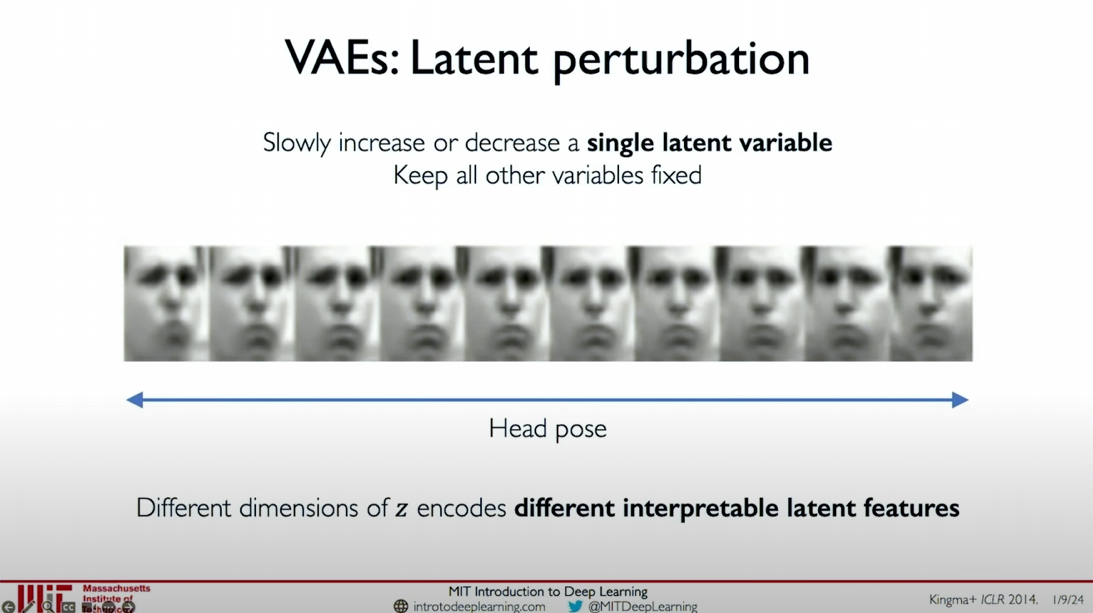 VAEs: Latent perturbation
Slowly increase or decrease a single latent variable
Keep all other variables fixed
Head pose
Different dimensions of z encodes different interpretable latent features
Massachusetts
Institute of
Technology
MIT Introduction to Deep Learning
introtodeeplearning.com @MITDeepLearning
Kingma+ ICLR 2014. 1/9/24